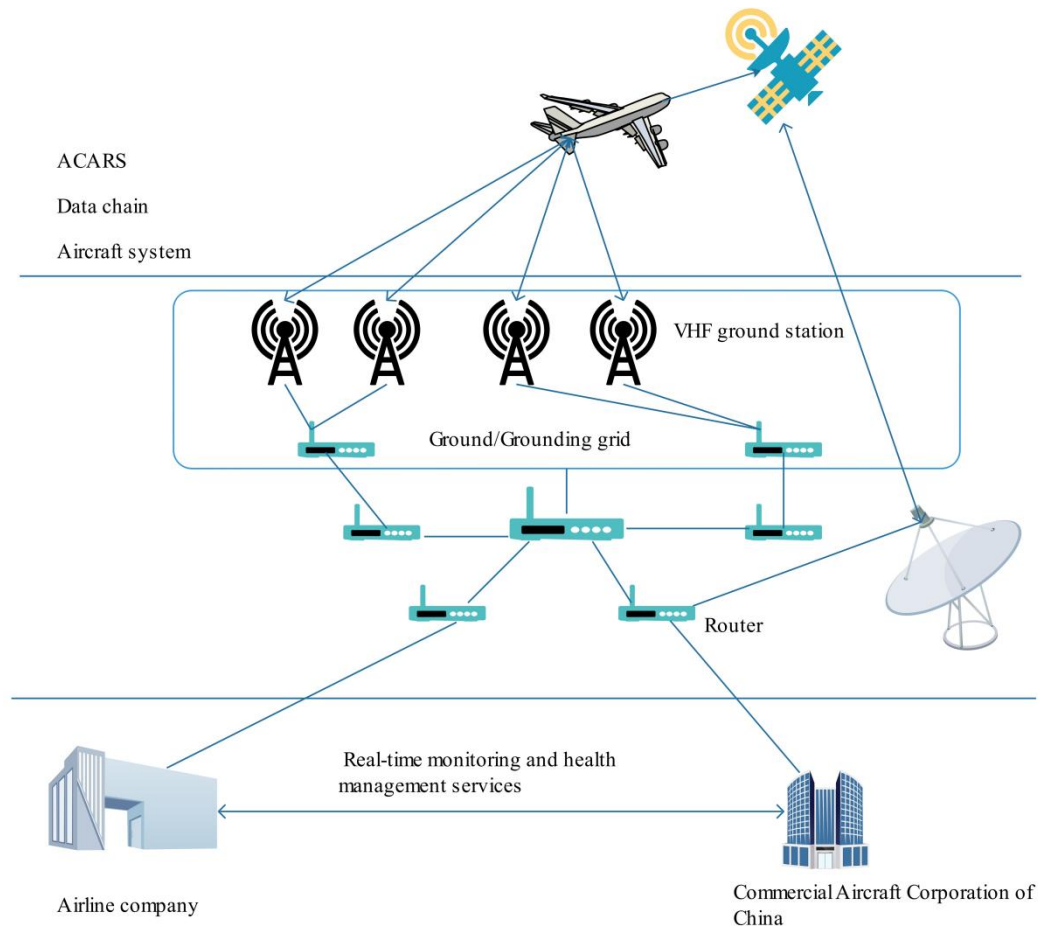 ACARS
Data chain
Aircraft system
VHF ground station
Ground/Grounding grid
Router
Real-time monitoring and health
management services
Airline company
Commercial Aircraft Corporation of
China